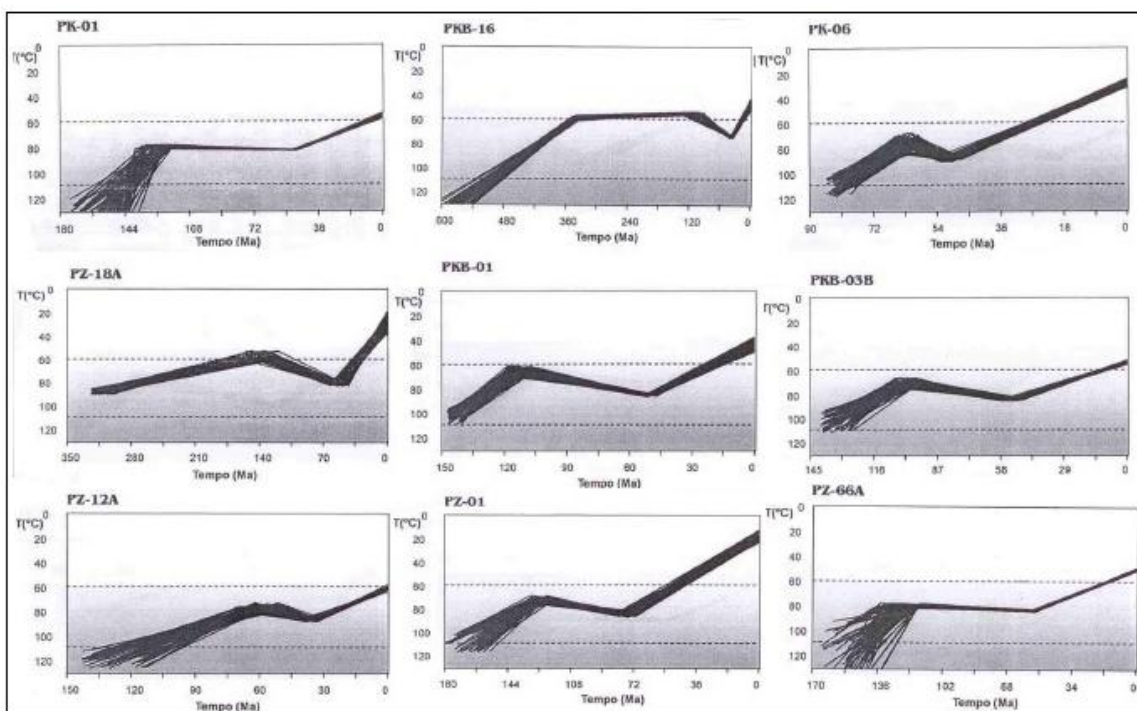 PK-01
T(°C)
0
20
40
60
80
100
120
180 144 108 72 36 0
Tempo (Ma)
PKB-16
T(°C)
0
20
40
60
80
100
120
600 480 360 240 120 0
Tempo (Ma)
PK-06
T(°C)
0
20
40
60
80
100
120
90 72 54 36 18 0
Tempo (Ma)
PZ-18A
T(°C)
0
20
40
60
80
100
120
350 280 210 140 70 0
Tempo (Ma)
PKB-01
T(°C)
0
20
40
60
80
100
120
150 120 90 60 30 0
Tempo (Ma)
PKB-03B
T(°C)
0
20
40
60
80
100
120
145 116 87 58 29 0
Tempo (Ma)
PZ-12A
T(°C)
0
20
40
60
80
100
120
150 120 90 60 30 0
Tempo (Ma)
PZ-01
T(°C)
0
20
40
60
80
100
120
180 144 108 72 36 0
Tempo (Ma)
PZ-66A
T(°C)
0
20
40
60
80
100
120
170 136 102 68 34 0
Tempo (Ma)